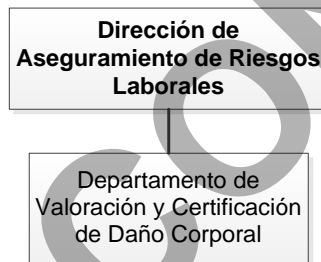 Dirección de
Aseguramiento de Riesgos
Laborales
Departamento de
Valoración y Certificación
de Daño Corporal